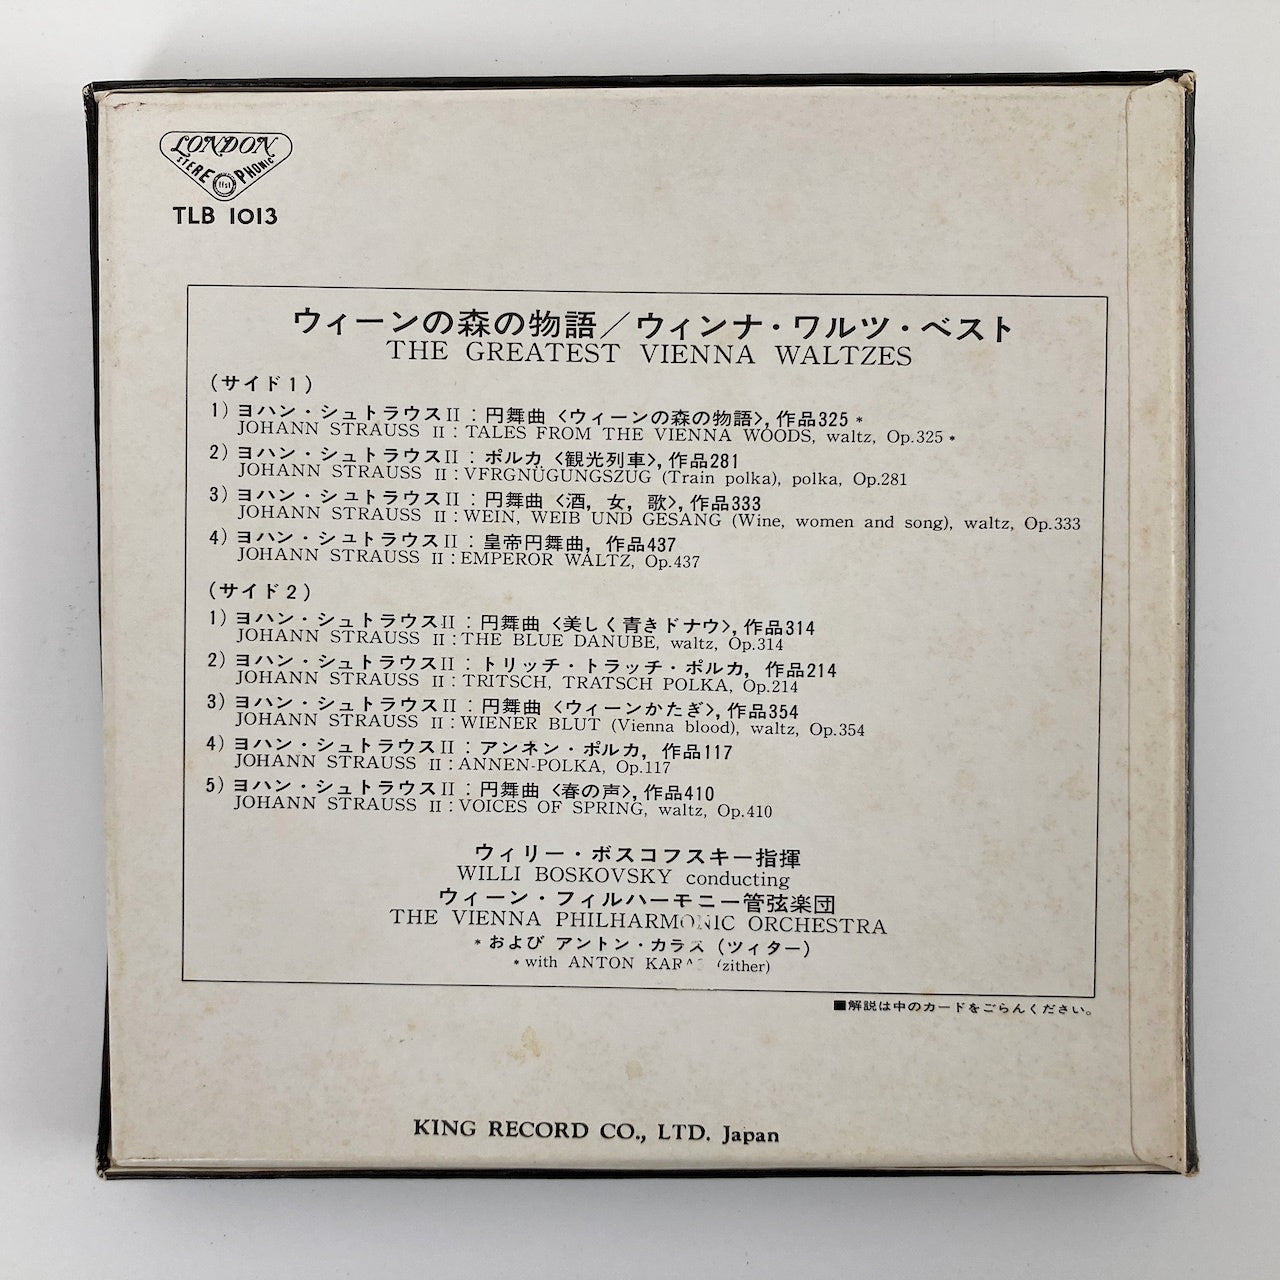 LONDON
STEREOPHONIC
ffss
TLB 1013
ウィーンの森の物語／ウィンナ・ワルツ・ベスト
THE GREATEST VIENNA WALTZES
(サイド1)
1) ヨハン・シュトラウスII：円舞曲〈ウィーンの森の物語〉, 作品325 *
JOHANN STRAUSS II : TALES FROM THE VIENNA WOODS, waltz, Op.325 *
2) ヨハン・シュトラウスII：ポルカ〈観光列車〉, 作品281
JOHANN STRAUSS II : VFRGNÜGUNGSZUG (Train polka), polka, Op.281
3) ヨハン・シュトラウスII：円舞曲〈酒, 女, 歌〉, 作品333
JOHANN STRAUSS II : WEIN, WEIB UND GESANG (Wine, women and song), waltz, Op.333
4) ヨハン・シュトラウスII：皇帝円舞曲, 作品437
JOHANN STRAUSS II : EMPEROR WALTZ, Op.437
(サイド2)
1) ヨハン・シュトラウスII：円舞曲〈美しく青きドナウ〉, 作品314
JOHANN STRAUSS II : THE BLUE DANUBE, waltz, Op.314
2) ヨハン・シュトラウスII：トリッチ・トラッチ・ポルカ, 作品214
JOHANN STRAUSS II : TRITSCH, TRATSCH POLKA, Op.214
3) ヨハン・シュトラウスII：円舞曲〈ウィーンかたぎ〉, 作品354
JOHANN STRAUSS II : WIENER BLUT (Vienna blood), waltz, Op.354
4) ヨハン・シュトラウスII：アンネン・ポルカ, 作品117
JOHANN STRAUSS II : ANNEN-POLKA, Op.117
5) ヨハン・シュトラウスII：円舞曲〈春の声〉, 作品410
JOHANN STRAUSS II : VOICES OF SPRING, waltz, Op.410
ウィリー・ボスコフスキー指揮
WILLI BOSKOVSKY conducting
ウィーン・フィルハーモニー管弦楽団
THE VIENNA PHILHARMONIC ORCHESTRA
* および アントン・カラス（ツィター）
* with ANTON KARAS (zither)
■解説は中のカードをごらんください。
KING RECORD CO., LTD. Japan